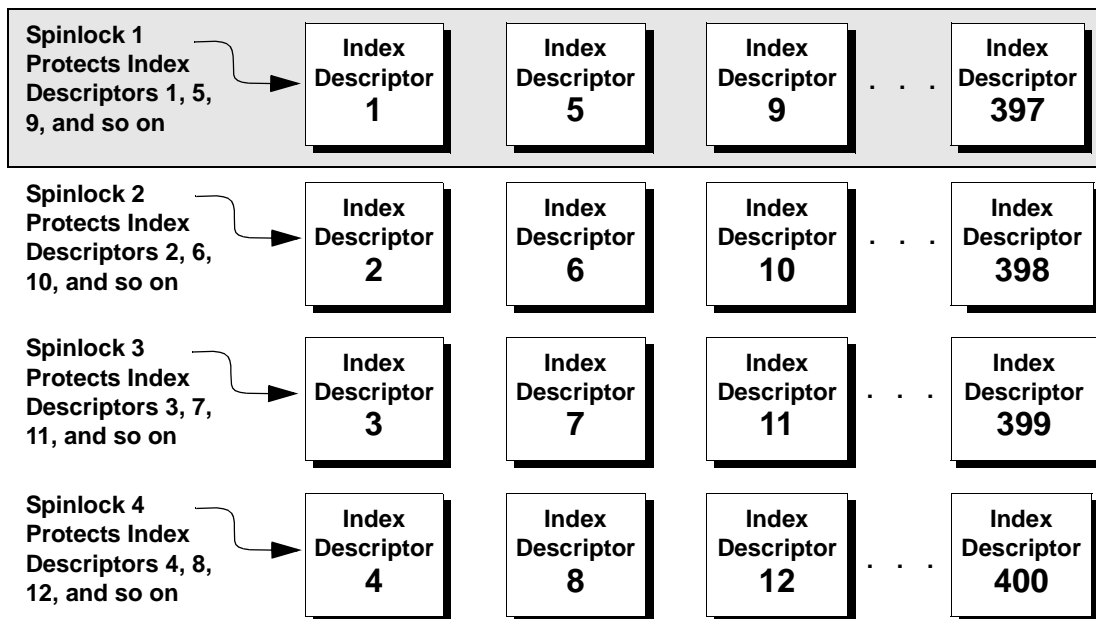 Spinlock 1
Protects Index
Descriptors 1, 5,
9, and so on
Index
Descriptor
1
Index
Descriptor
5
Index
Descriptor
9
. . .
Index
Descriptor
397
Spinlock 2
Protects Index
Descriptors 2, 6,
10, and so on
Index
Descriptor
2
Index
Descriptor
6
Index
Descriptor
10
. . .
Index
Descriptor
398
Spinlock 3
Protects Index
Descriptors 3, 7,
11, and so on
Index
Descriptor
3
Index
Descriptor
7
Index
Descriptor
11
. . .
Index
Descriptor
399
Spinlock 4
Protects Index
Descriptors 4, 8,
12, and so on
Index
Descriptor
4
Index
Descriptor
8
Index
Descriptor
12
. . .
Index
Descriptor
400